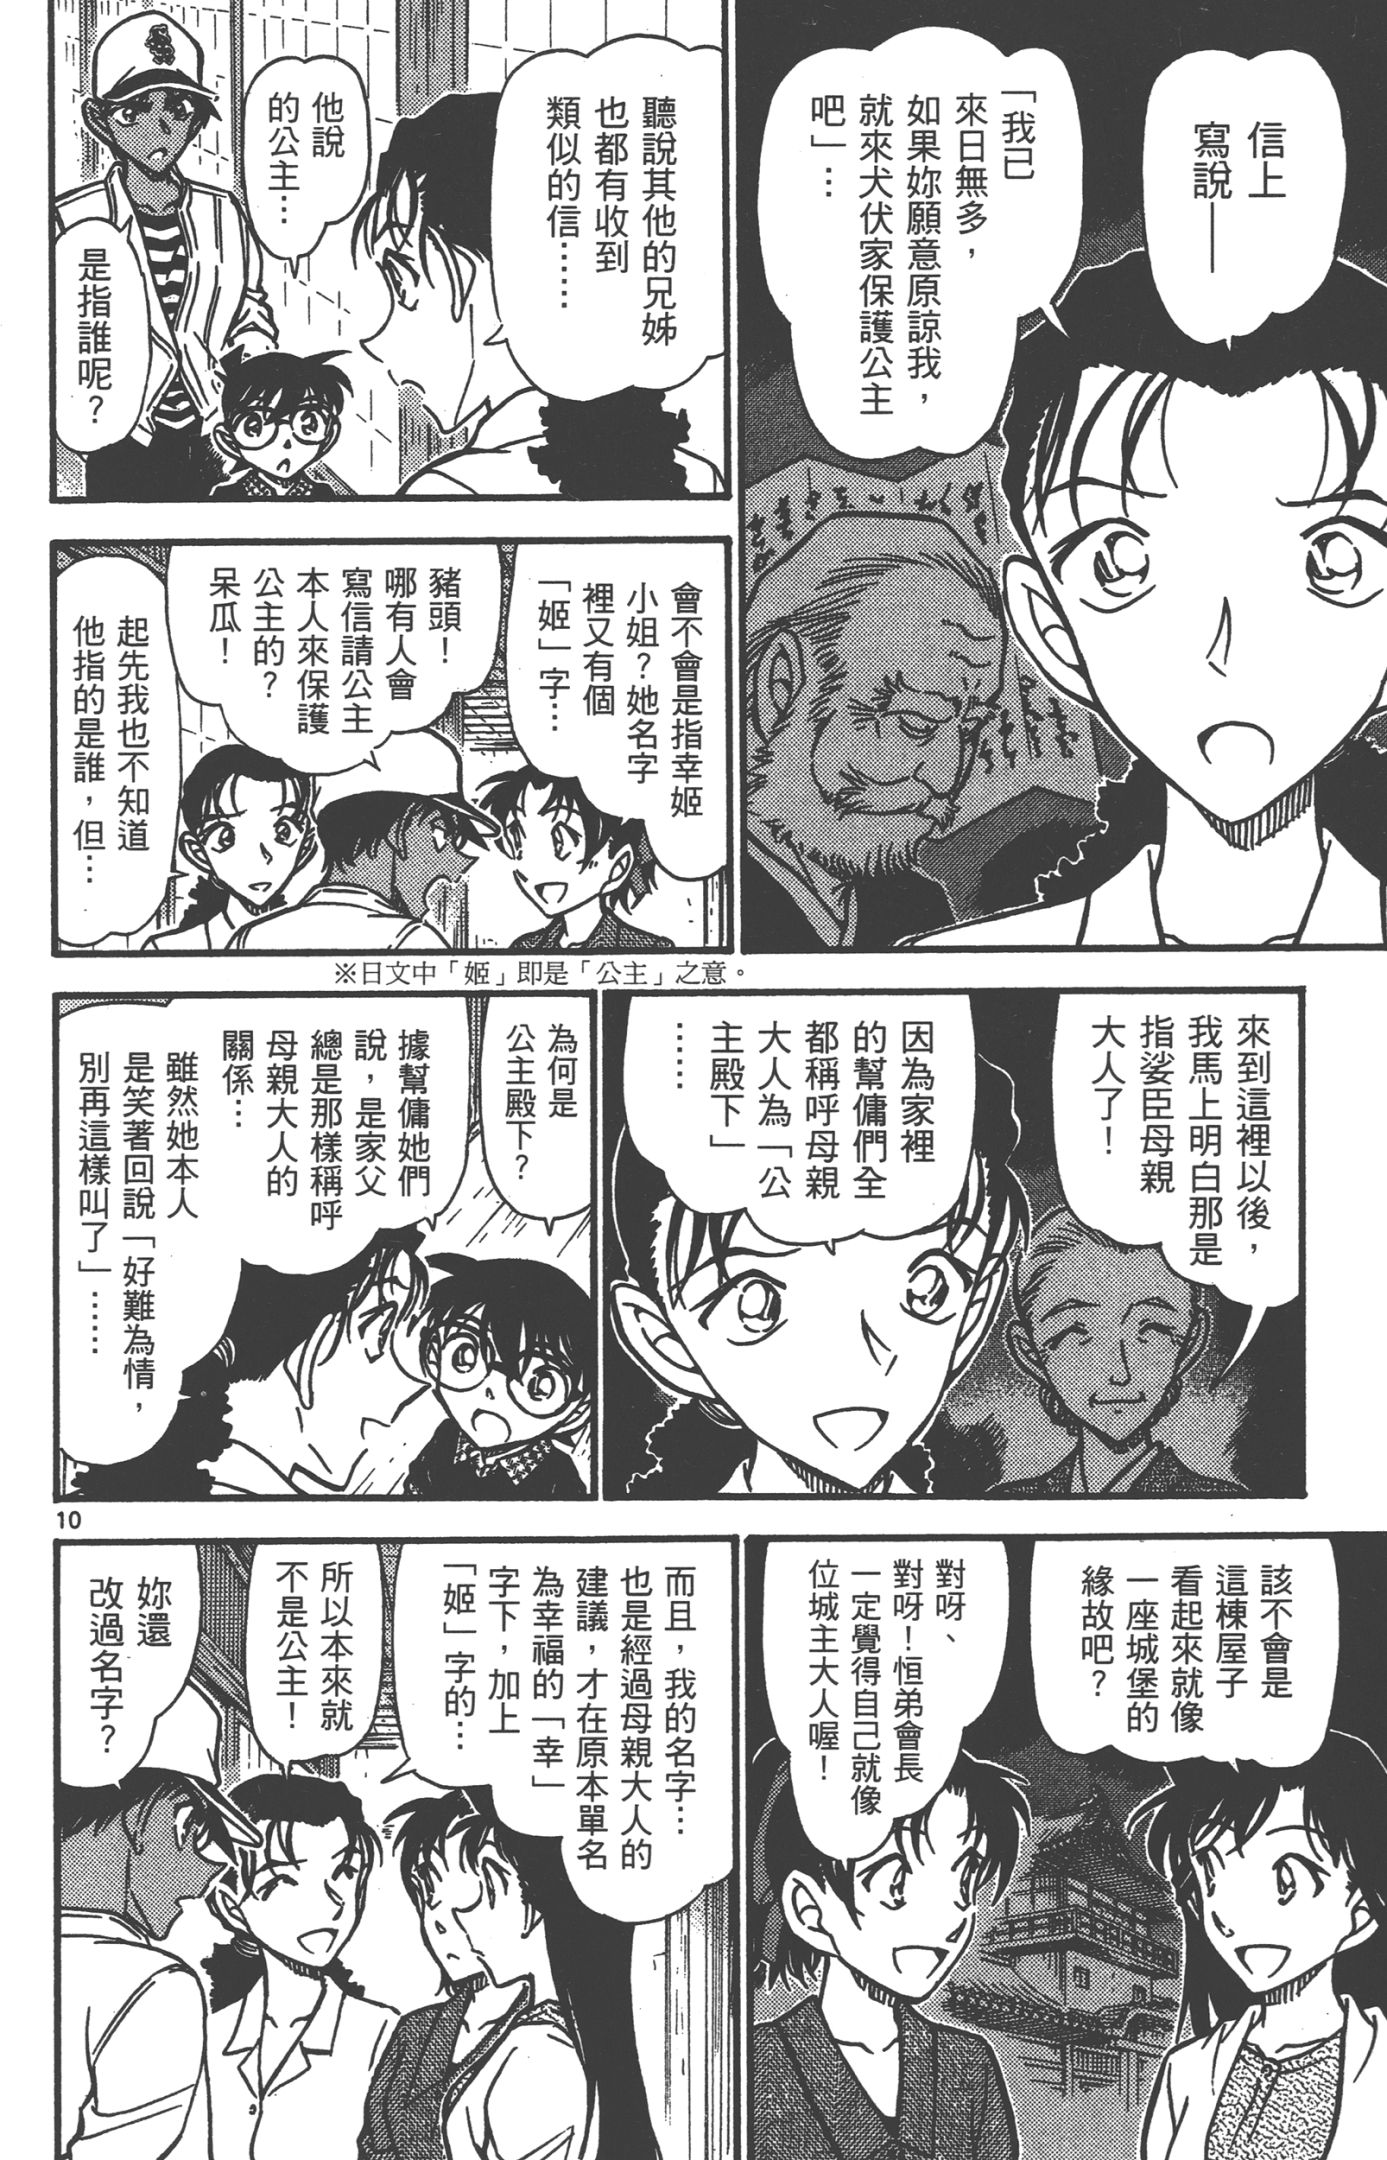 信上
寫說——
「我已
來日無多，
如果妳願意原諒我，
就來犬伏家保護公主
吧」…
聽說其他的兄姊
也都有收到
類似的信……
他說
的公主…
是指誰呢？
會不會是指幸姬
小姐？她名字
裡又有個
「姬」字…
豬頭！
哪有人會
寫信請公主
本人來保護
公主的？
呆瓜！
起先我也不知道
他指的是誰，但…
※日文中「姬」即是「公主」之意。
來到這裡以後，
我馬上明白那是
指娑臣母親
大人了！
因為家裡
的幫傭們全
都稱呼母親
大人為「公
主殿下」
……
為何是
公主殿下？
據幫傭她們
說，是家父
總是那樣稱呼
母親大人的
關係…
雖然她本人
是笑著回說「好難為情，
別再這樣叫了」……
10
該不會是
這棟屋子
看起來就像
一座城堡的
緣故吧？
對呀、
對呀！恒弟會長
一定覺得自己就像
位城主大人喔！
而且，我的名字…
也是經過母親大人的
建議，才在原本單名
為幸福的「幸」
字下，加上
「姬」字的…
所以本來就
不是公主！
妳還
改過名字？